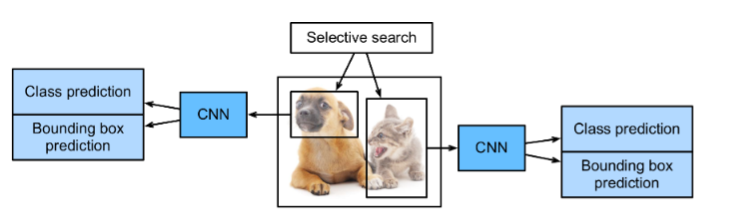 Selective search
Class prediction
Bounding box
prediction
CNN
CNN
Class prediction
Bounding box
prediction